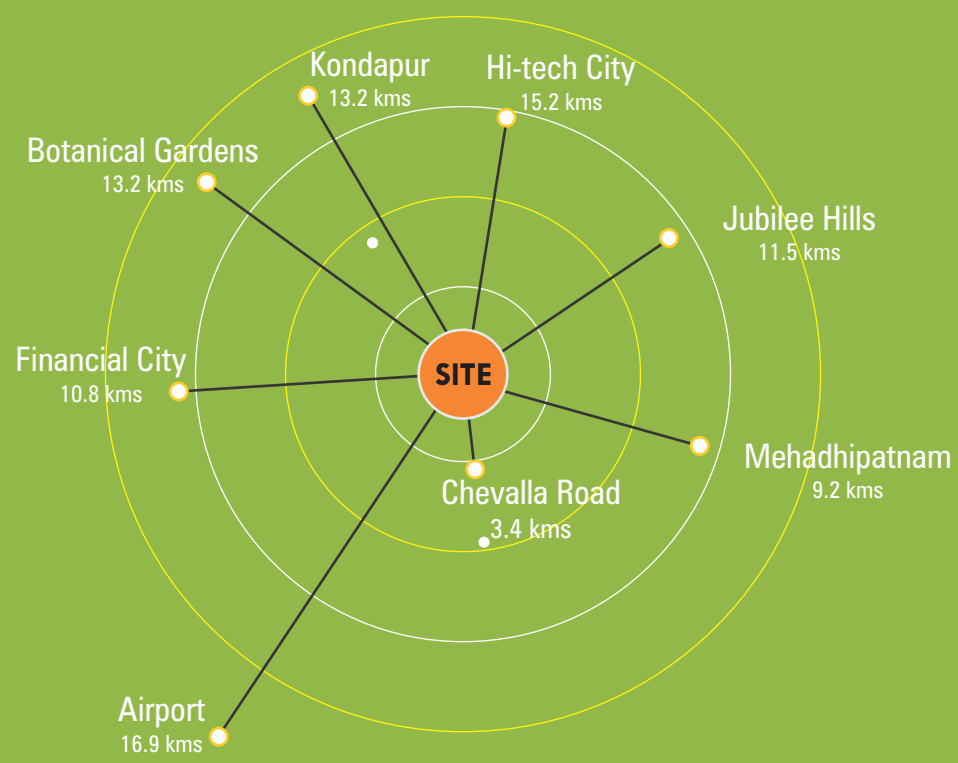 Kondapur
13.2 kms
Hi-tech City
15.2 kms
Botanical Gardens
13.2 kms
Jubilee Hills
11.5 kms
Financial City
10.8 kms
SITE
Mehadhipatnam
9.2 kms
Chevalla Road
3.4 kms
Airport
16.9 kms